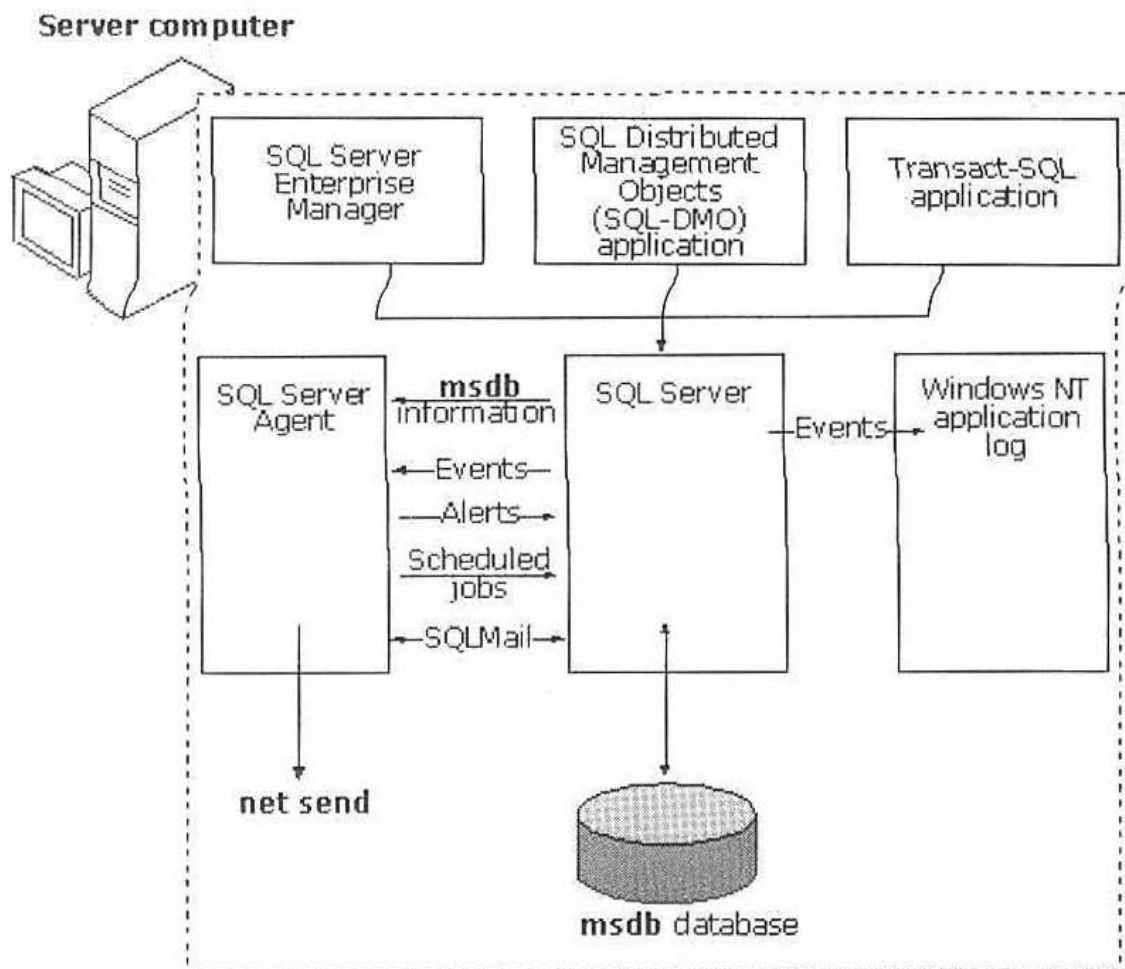 Server computer
SQL Server
Enterprise
Manager
SQL Distributed
Management
Objects
(SQL-DMO)
application
Transact-SQL
application
SQL Server
Agent
msdb
information
Events
Alerts
Scheduled
jobs
SQLMail
SQL Server
Events
Windows NT
application
log
net send
msdb database